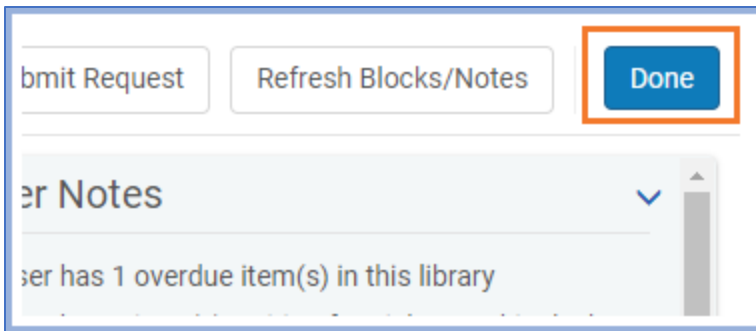 bmit Request Refresh Blocks/Notes Done
er Notes
ser has 1 overdue item(s) in this library